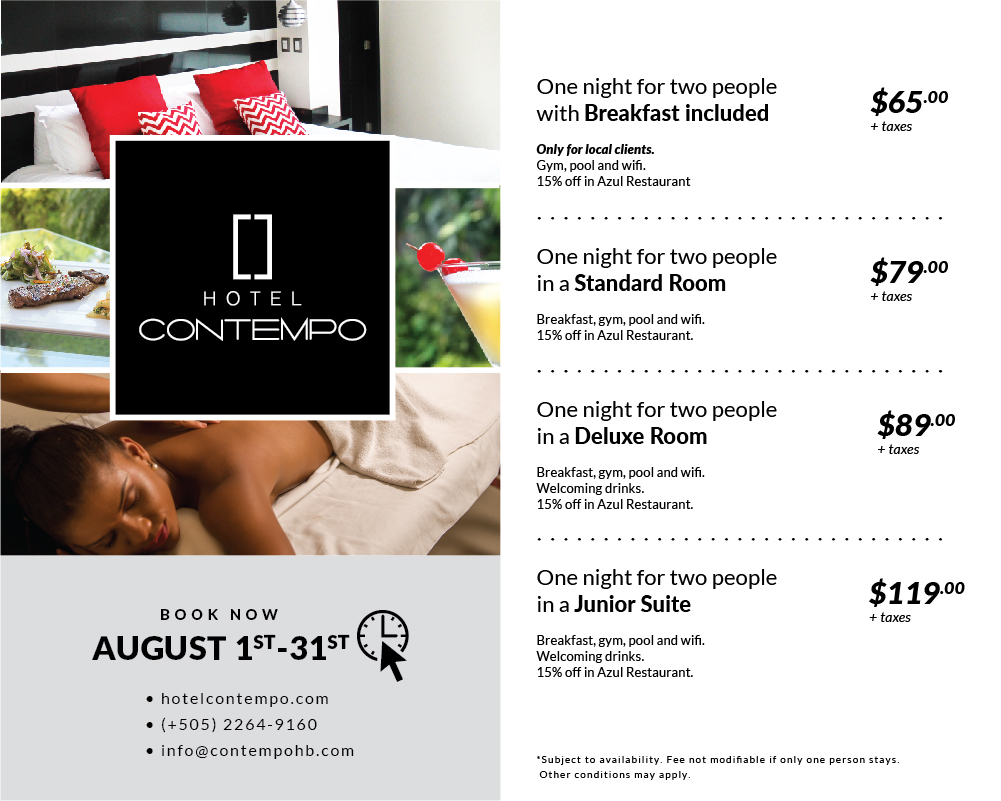 HOTEL
CONTEMPO
BOOK NOW
AUGUST 1ST-31ST
• hotelcontempo.com
• (+505) 2264-9160
• info@contempohb.com
One night for two people
with Breakfast included
$65.00
+ taxes
Only for local clients.
Gym, pool and wifi.
15% off in Azul Restaurant
One night for two people
in a Standard Room
$79.00
+ taxes
Breakfast, gym, pool and wifi.
15% off in Azul Restaurant.
One night for two people
in a Deluxe Room
$89.00
+ taxes
Breakfast, gym, pool and wifi.
Welcoming drinks.
15% off in Azul Restaurant.
One night for two people
in a Junior Suite
$119.00
+ taxes
Breakfast, gym, pool and wifi.
Welcoming drinks.
15% off in Azul Restaurant.
*Subject to availability. Fee not modifiable if only one person stays.
Other conditions may apply.